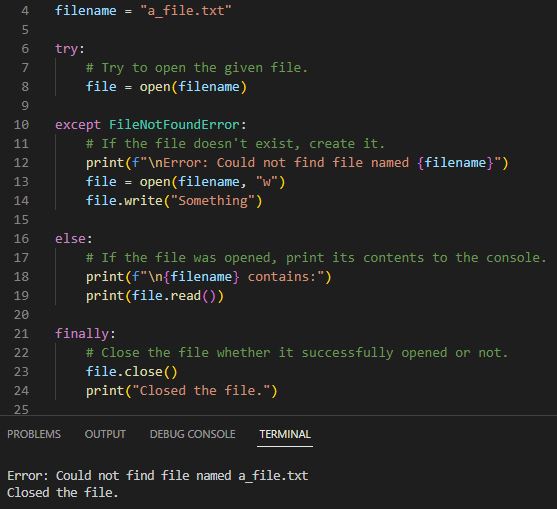 4 filename = "a_file.txt"
5
6 try:
7 # Try to open the given file.
8 file = open(filename)
9
10 except FileNotFoundError:
11 # If the file doesn't exist, create it.
12 print(f"\nError: Could not find file named {filename}")
13 file = open(filename, "w")
14 file.write("Something")
15
16 else:
17 # If the file was opened, print its contents to the console.
18 print(f"\n{filename} contains:")
19 print(file.read())
20
21 finally:
22 # Close the file whether it successfully opened or not.
23 file.close()
24 print("Closed the file.")
25
PROBLEMS OUTPUT DEBUG CONSOLE TERMINAL
Error: Could not find file named a_file.txt
Closed the file.